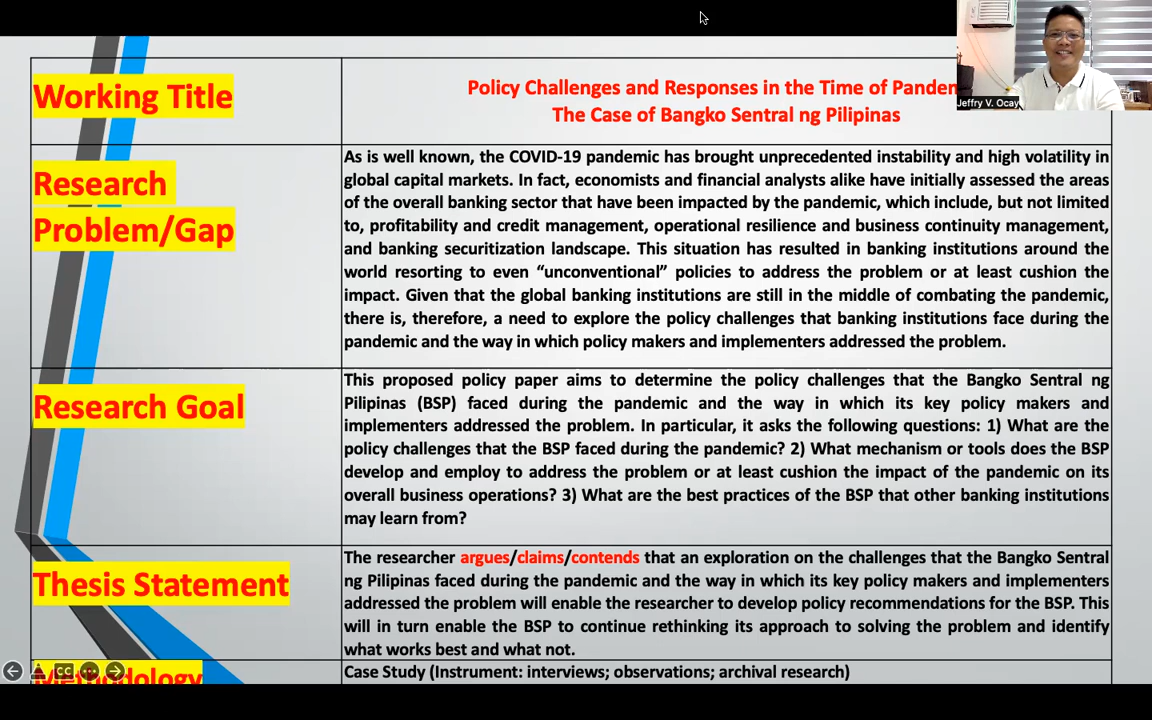 Working Title
Policy Challenges and Responses in the Time of
The Case of Bangko Sentral ng Pilipinas
Jeffry V. Ocay
Research
Problem/Gap
As is well known, the COVID-19 pandemic has brought unprecedented instability and high volatility in
global capital markets. In fact, economists and financial analysts alike have initially assessed the areas
of the overall banking sector that have been impacted by the pandemic, which include, but not limited
to, profitability and credit management, operational resilience and business continuity management,
and banking securitization landscape. This situation has resulted in banking institutions around the
world resorting to even “unconventional” policies to address the problem or at least cushion the
impact. Given that the global banking institutions are still in the middle of combating the pandemic,
there is, therefore, a need to explore the policy challenges that banking institutions face during the
pandemic and the way in which policy makers and implementers addressed the problem.
Research Goal
This proposed policy paper aims to determine the policy challenges that the Bangko Sentral ng
Pilipinas (BSP) faced during the pandemic and the way in which its key policy makers and
implementers addressed the problem. In particular, it asks the following questions: 1) What are the
policy challenges that the BSP faced during the pandemic? 2) What mechanism or tools does the BSP
develop and employ to address the problem or at least cushion the impact of the pandemic on its
overall business operations? 3) What are the best practices of the BSP that other banking institutions
may learn from?
Thesis Statement
The researcher argues/claims/contends that an exploration on the challenges that the Bangko Sentral
ng Pilipinas faced during the pandemic and the way in which its key policy makers and implementers
addressed the problem will enable the researcher to develop policy recommendations for the BSP. This
will in turn enable the BSP to continue rethinking its approach to solving the problem and identify
what works best and what not.
CC
Methodology
Case Study (Instrument: interviews; observations; archival research)